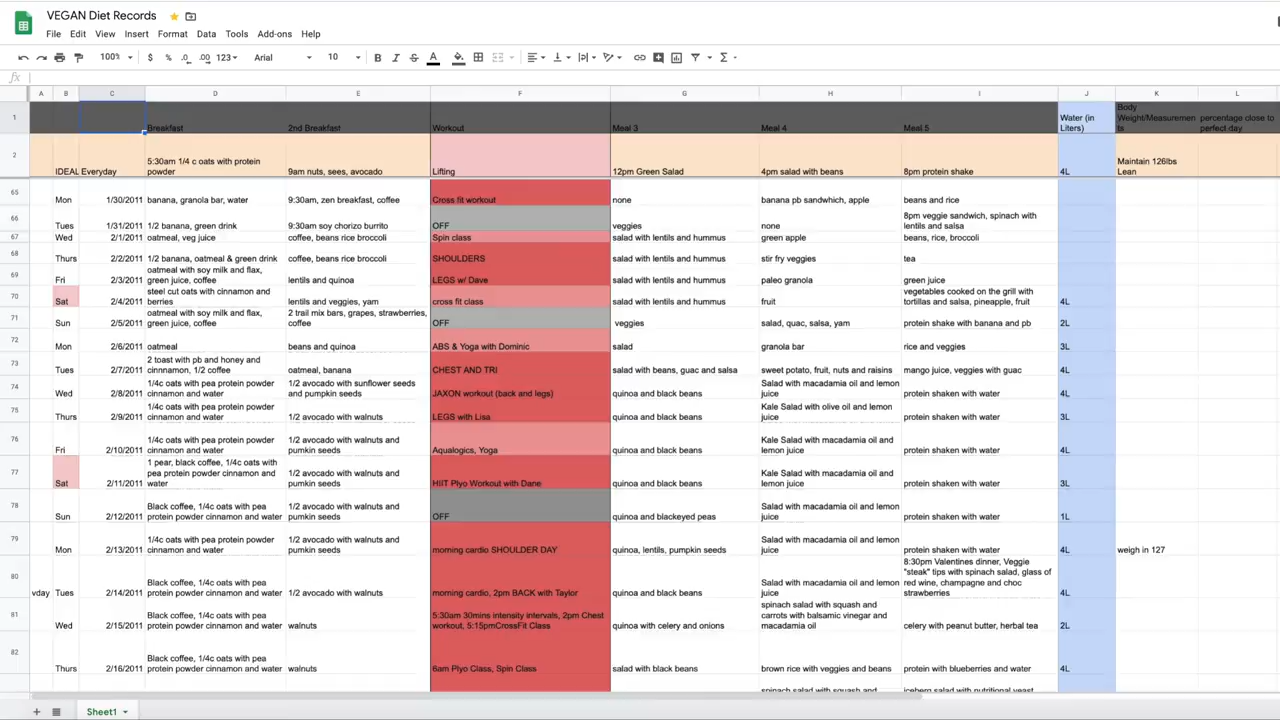 VEGAN Diet Records
File Edit View Insert Format Data Tools Add-ons Help
100% $ % .0 .00 123 Arial 10 B I S A
fx
A B C D E F G H I J K L
1 Breakfast 2nd Breakfast Workout Meal 3 Meal 4 Meal 5 Water (in Liters) Body Weight/Measurements percentage close to perfect day
2 IDEAL Everyday 5:30am 1/4 c oats with protein powder 9am nuts, sees, avocado Lifting 12pm Green Salad 4pm salad with beans 8pm protein shake 4L Maintain 126lbs Lean
65 Mon 1/30/2011 banana, granola bar, water 9:30am, zen breakfast, coffee Cross fit workout none banana pb sandwhich, apple beans and rice
66 Tues 1/31/2011 1/2 banana, green drink 9:30am soy chorizo burrito OFF veggies none 8pm veggie sandwich, spinach with lentils and salsa
67 Wed 2/1/2011 oatmeal, veg juice coffee, beans rice broccoli Spin class salad with lentils and hummus green apple beans, rice, broccoli
68 Thurs 2/2/2011 1/2 banana, oatmeal & green drink coffee, beans rice broccoli SHOULDERS salad with lentils and hummus stir fry veggies tea
69 Fri 2/3/2011 oatmeal with soy milk and flax, green juice, coffee lentils and quinoa LEGS w/ Dave salad with lentils and hummus paleo granola green juice
70 Sat 2/4/2011 steel cut oats with cinnamon and berries lentils and veggies, yam cross fit class salad with lentils and hummus fruit vegetables cooked on the grill with tortillas and salsa, pineapple, fruit 4L
Sun 2/5/2011 oatmeal with soy milk and flax, green juice, coffee 2 trail mix bars, grapes, strawberries, coffee OFF veggies salad, quac, salsa, yam protein shake with banana and pb 2L
72 Mon 2/6/2011 oatmeal beans and quinoa ABS & Yoga with Dominic salad granola bar rice and veggies 3L
Tues 2/7/2011 2 toast with pb and honey and cinnnamon, 1/2 coffee oatmeal, banana CHEST AND TRI salad with beans, guac and salsa sweet potato, fruit, nuts and raisins mango juice, veggies with guac 4L
74 Wed 2/8/2011 1/4c oats with pea protein powder cinnamon and water 1/2 avocado with sunflower seeds and pumpkin seeds JAXON workout (back and legs) quinoa and black beans Salad with macadamia oil and lemon juice protein shake with water 4L
75 Thurs 2/9/2011 1/4c oats with pea protein powder cinnamon and water 1/2 avocado with walnuts LEGS with Lisa quinoa and black beans Kale Salad with olive oil and lemon juice protein shake with water 3L
76 Fri 2/10/2011 1/4c oats with pea protein powder cinnamon and water 1/2 avocado with walnuts and pumkin seeds Aqualogics, Yoga quinoa and black beans Kale Salad with macadamia oil and lemon juice protein shaken with water 4L
77 Sat 2/11/2011 1 pear, black coffee, 1/4c oats with pea protein powder cinnamon and water 1/2 avocado with walnuts and pumkin seeds HIIT Plyo Workout with Dane quinoa and black beans Kale Salad with macadamia oil and lemon juice protein shaken with water 3L
78 Sun 2/12/2011 Black coffee, 1/4c oats with pea protein powder cinnamon and water 1/2 avocado with walnuts and pumkin seeds OFF quinoa and blackeyed peas Salad with macadamia oil and lemon juice protein shaken with water 1L
79 Mon 2/13/2011 1/4c oats with pea protein powder cinnamon and water 1/2 avocado with walnuts and pumkin seeds morning cardio SHOULDER DAY quinoa, lentils, pumpkin seeds Salad with macadamia oil and lemon juice protein shaken with water 4L weigh in 127
80 vday Tues 2/14/2011 Black coffee, 1/4c oats with pea protein powder cinnamon and water 1/2 avocado with walnuts morning cardio, 2pm BACK with Taylor quinoa and black beans Salad with macadamia oil and lemon juice 8:30pm Valentines dinner, Veggie "steak" tips with spinach salad, glass of red wine, champagne and choc strawberries 4L
81 Wed 2/15/2011 Black coffee, 1/4c oats with pea protein powder cinnamon and water walnuts 5:30am 30mins intensity intervals, 2pm Chest workout, 5:15pmCrossFit Class quinoa with celery and onions spinach salad with squash and carrots with balsamic vinegar and macadamia oil celery with peanut butter, herbal tea 2L
82 Thurs 2/16/2011 Black coffee, 1/4c oats with pea protein powder cinnamon and water walnuts 6am Plyo Class, Spin Class salad with black beans brown rice with veggies and beans protein with blueberries and water 4L
spinach salad with squash and iceberg salad with nutritional yeast
Sheet1